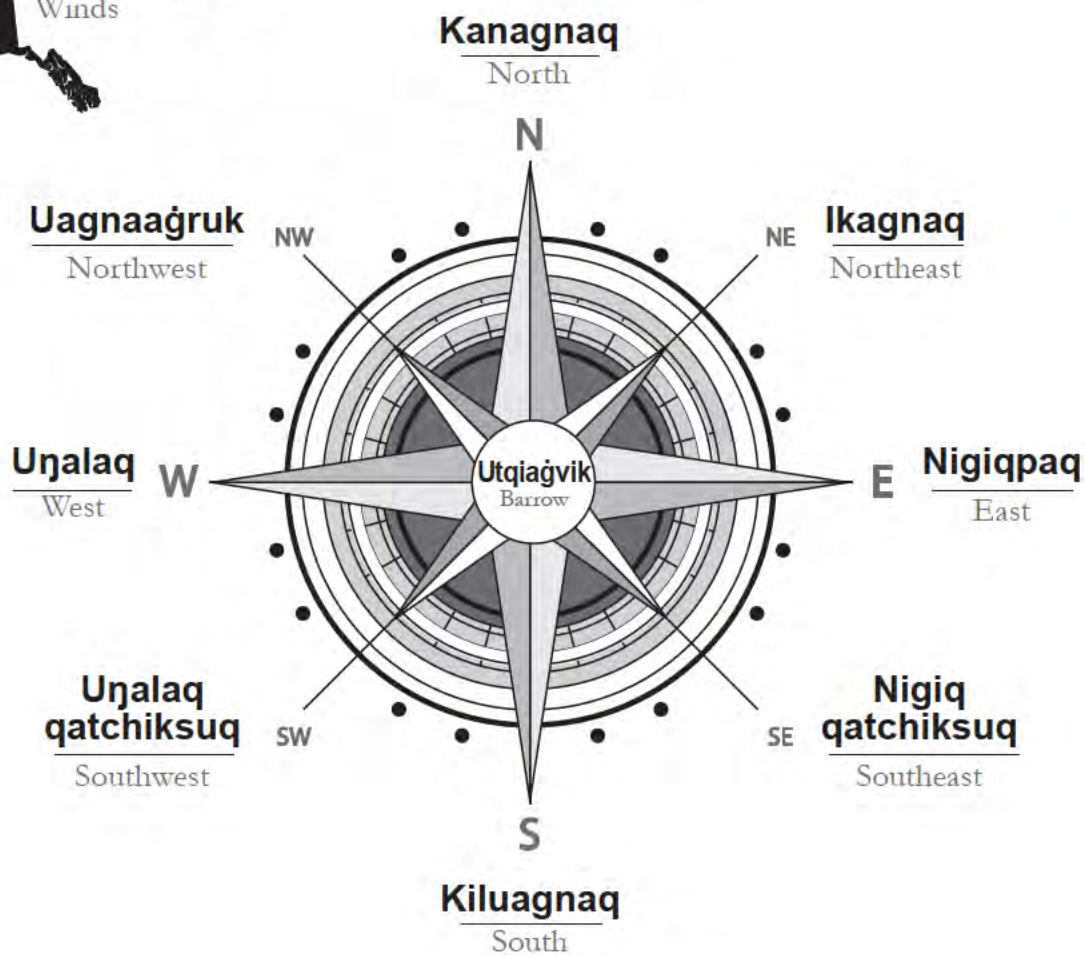 Winds
Kanagnaq
North
N
Uagnaaġruk
Northwest
NW
NE
Ikagnaq
Northeast
Uŋalaq
West
W
Utqiaġvik
Barrow
E
Nigiqpaq
East
Uŋalaq
qatchiksuq
Southwest
SW
SE
Nigiq
qatchiksuq
Southeast
S
Kiluagnaq
South